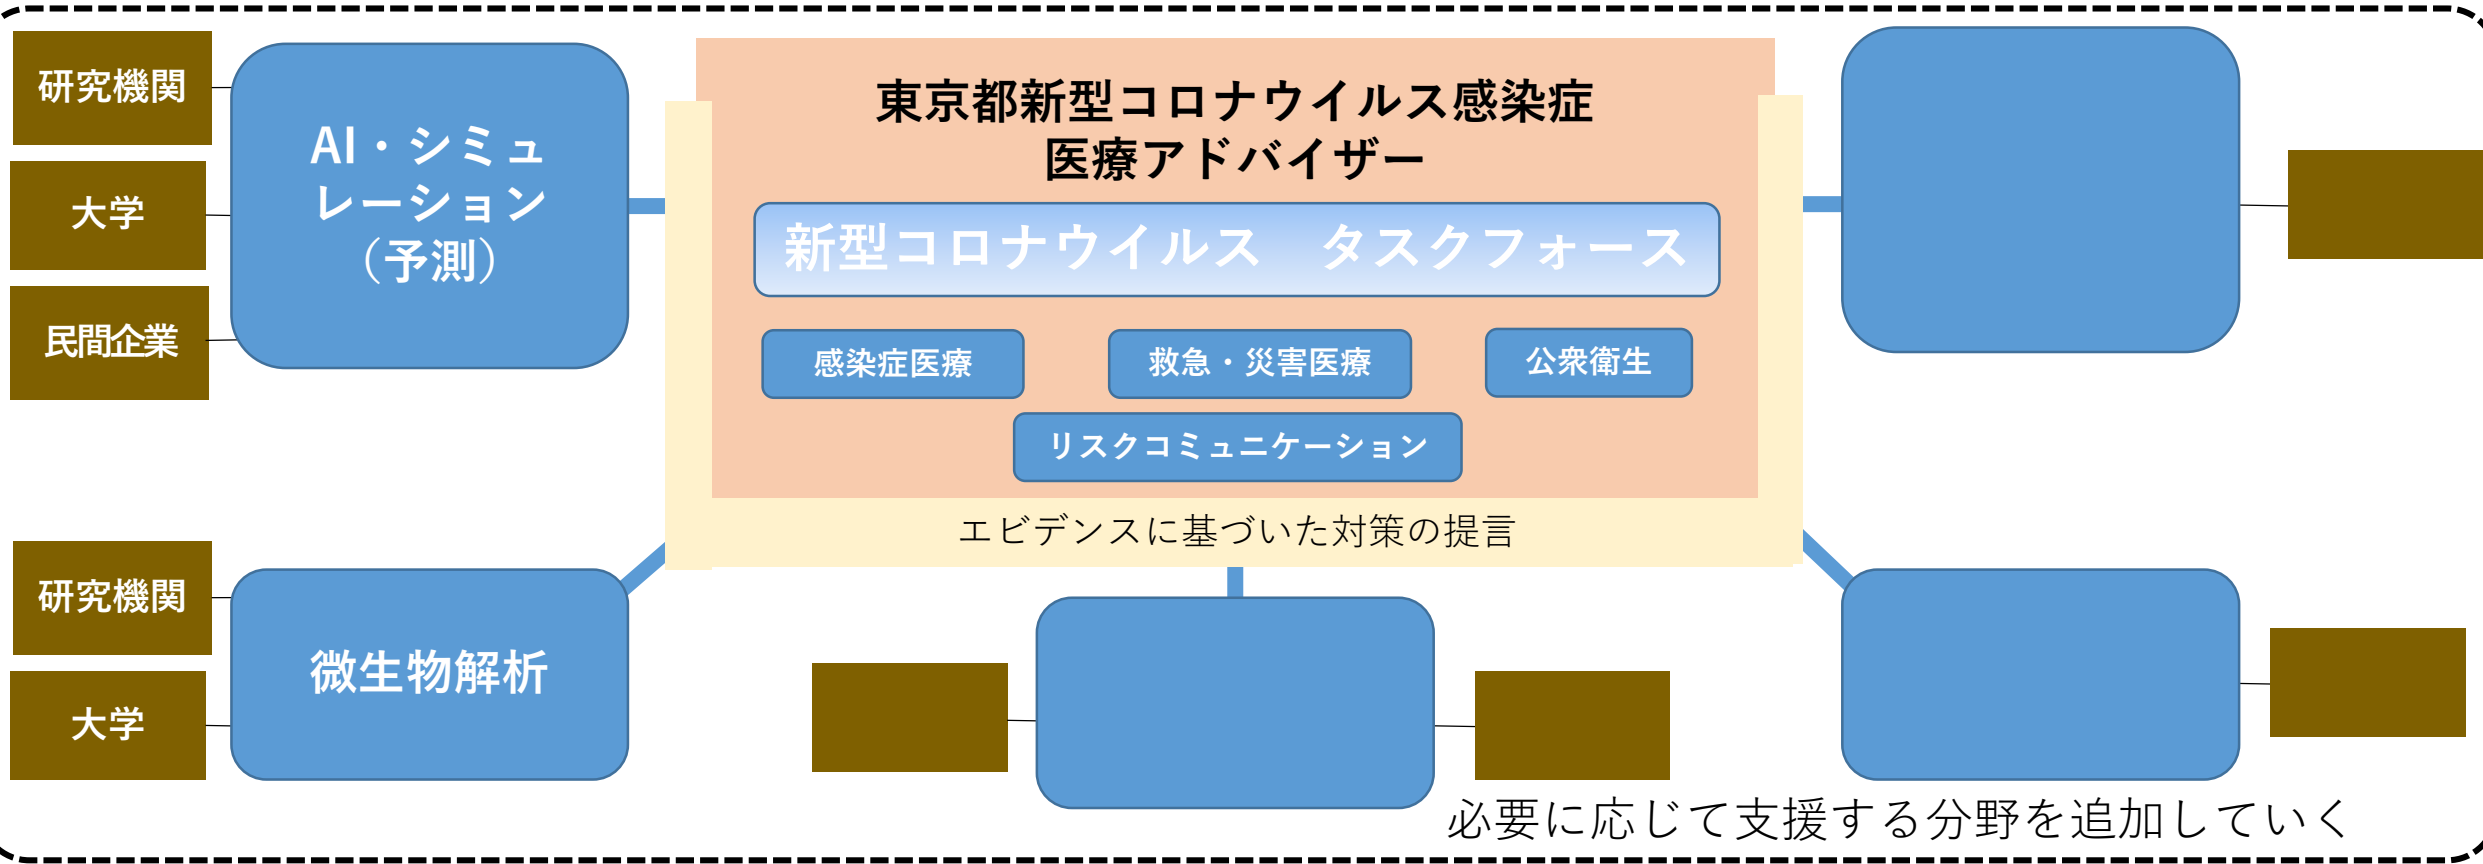 研究機関
大学
民間企業
AI・シミュ
レーション
（予測）
東京都新型コロナウイルス感染症
医療アドバイザー
新型コロナウイルス　タスクフォース
感染症医療
救急・災害医療
公衆衛生
リスクコミュニケーション
エビデンスに基づいた対策の提言
研究機関
大学
微生物解析
必要に応じて支援する分野を追加していく